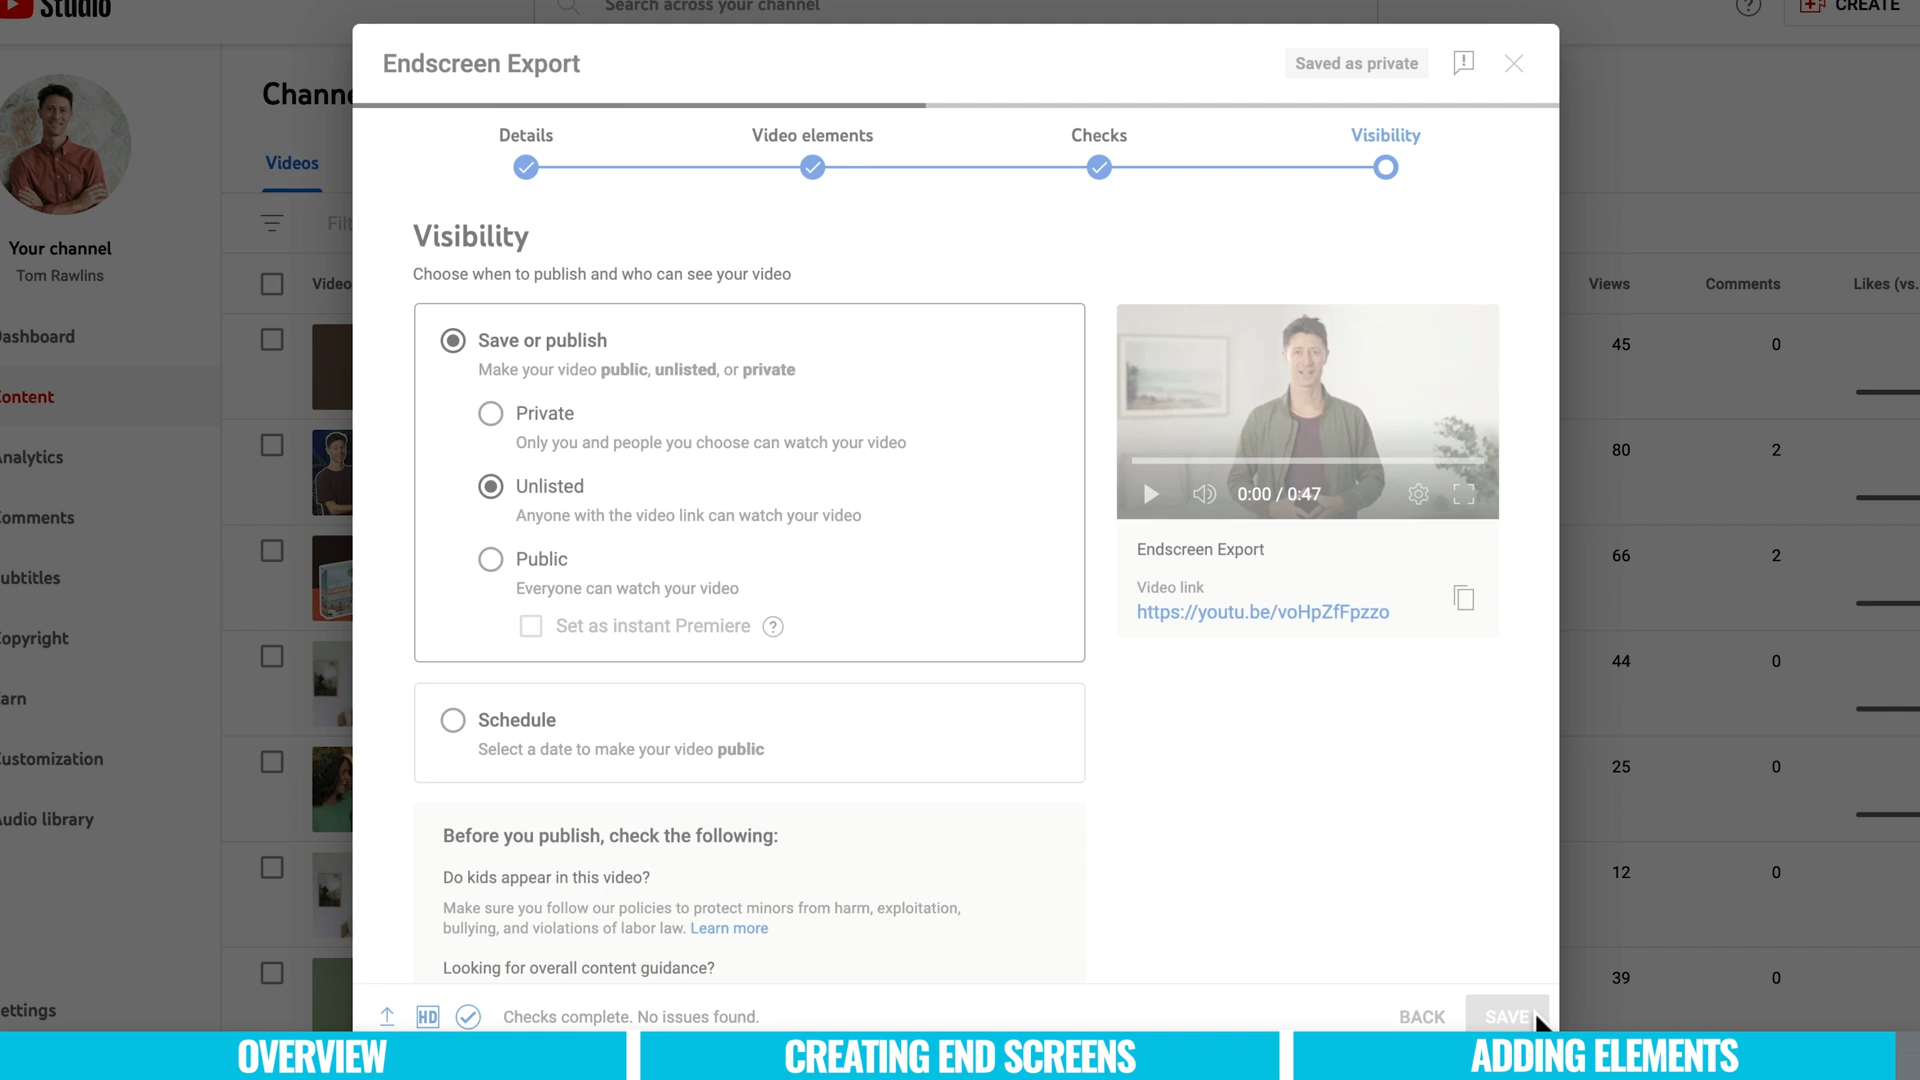 Studio
Search across your channel
CREATE
Endscreen Export
Saved as private
Details
Video elements
Checks
Visibility
Videos
Your channel
Tom Rawlins
Visibility
Choose when to publish and who can see your video
Video
Views
Comments
Likes (vs.
Save or publish
Make your video public, unlisted, or private
Private
Only you and people you choose can watch your video
Unlisted
Anyone with the video link can watch your video
Public
Everyone can watch your video
Set as instant Premiere
Schedule
Select a date to make your video public
Before you publish, check the following:
Do kids appear in this video?
Make sure you follow our policies to protect minors from harm, exploitation,
bullying, and violations of labor law. Learn more
Looking for overall content guidance?
0:00 / 0:47
Endscreen Export
Video link
https://youtu.be/voHpZfFpzzo
ashboard
ontent
nalytics
omments
ubtitles
opyright
arn
ustomization
udio library
ettings
45
0
80
2
66
2
44
0
25
0
12
0
39
0
HD
Checks complete. No issues found.
BACK
SAVE
OVERVIEW
CREATING END SCREENS
ADDING ELEMENTS